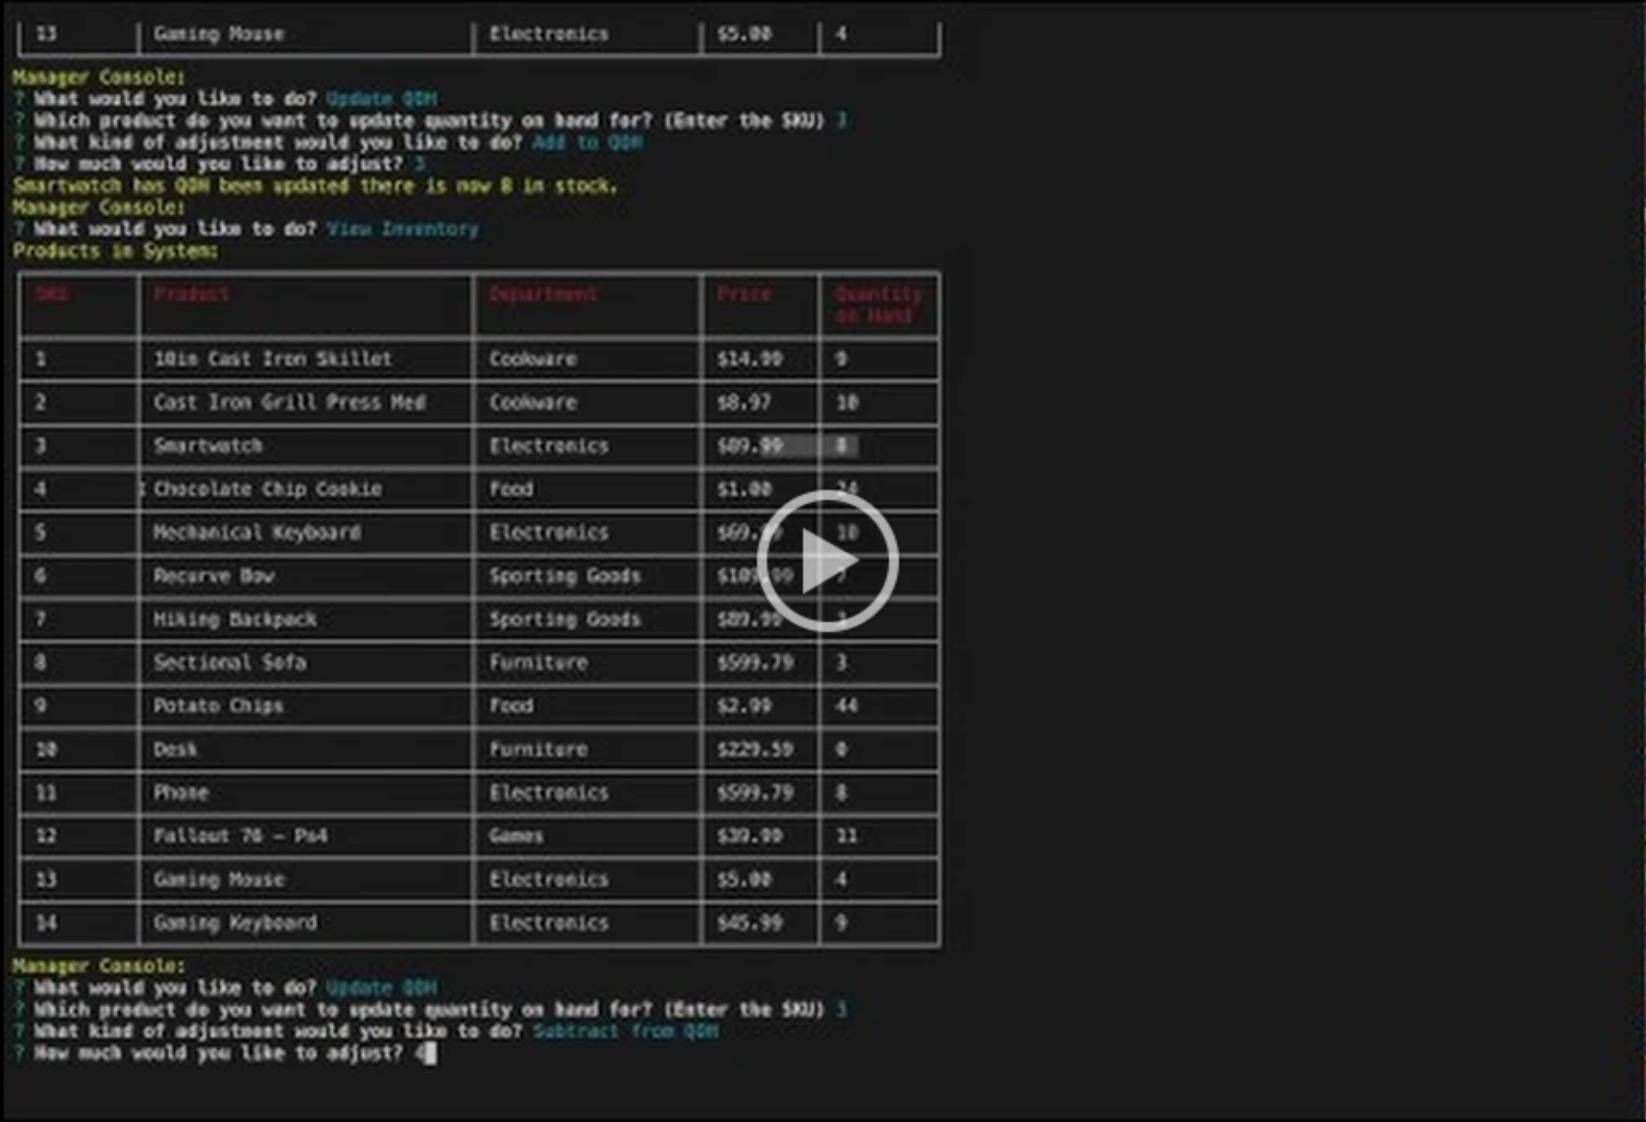 13 Gaming Mouse Electronics $5.00 4
Manager Console:
? What would you like to do? Update QOH
? Which product do you want to update quantity on hand for? (Enter the SKU) 3
? What kind of adjustment would you like to do? Add to QOH
? How much would you like to adjust? 3
Smartwatch has QOH been updated there is now 8 in stock.
Manager Console:
? What would you like to do? View Inventory
Products in System:
SKU Product Department Price Quantity
on Hand
1 10in Cast Iron Skillet Cookware $14.99 9
2 Cast Iron Grill Press Med Cookware $8.97 10
3 Smartwatch Electronics $89.99 8
4 Chocolate Chip Cookie Food $1.00
5 Mechanical Keyboard Electronics 10
6 Recurve Bow Sporting Goods
7 Hiking Backpack Sporting Goods $89.99
8 Sectional Sofa Furniture $599.79 3
9 Potato Chips Food $2.99 44
10 Desk Furniture $229.59 0
11 Phone Electronics $599.79 8
12 Fallout 76 - Ps4 Games $39.99 11
13 Gaming Mouse Electronics $5.00 4
14 Gaming Keyboard Electronics $45.99 9
Manager Console:
? What would you like to do? Update QOH
? Which product do you want to update quantity on hand for? (Enter the SKU) 3
? What kind of adjustment would you like to do? Subtract from QOH
? How much would you like to adjust? 4